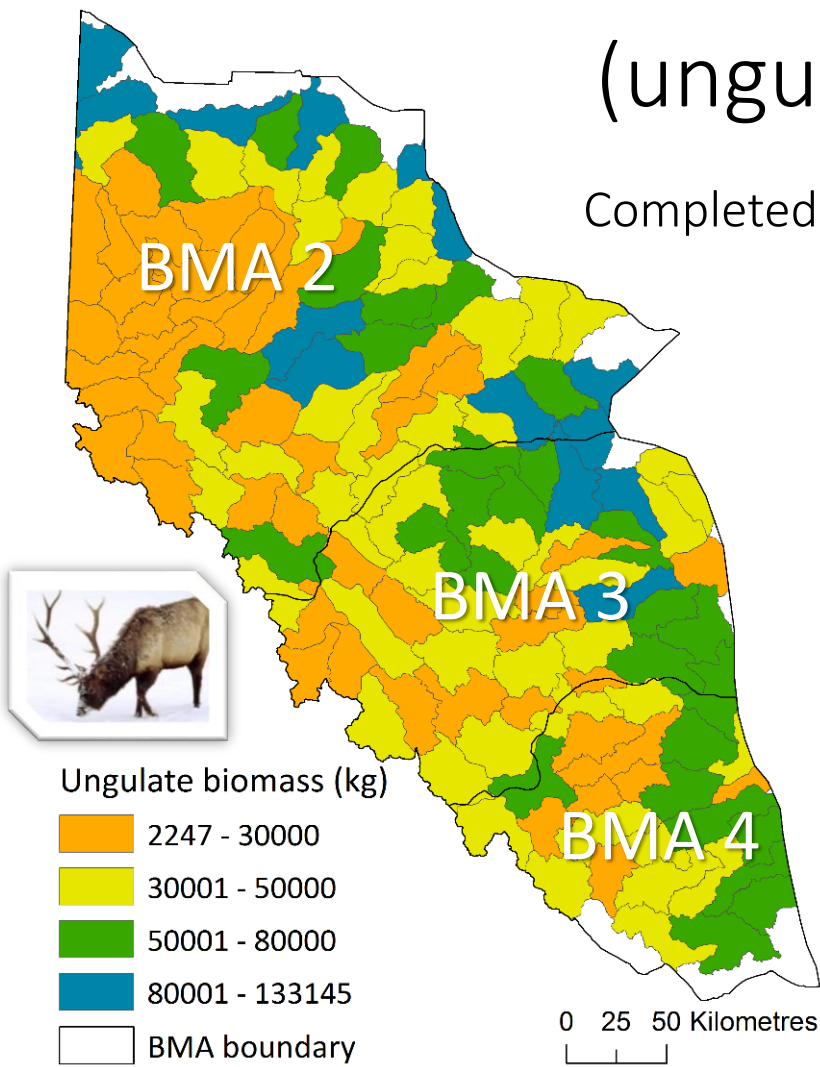 (ungu
Completed
BMA 2
BMA 3
BMA 4
Ungulate biomass (kg)
2247 - 30000
30001 - 50000
50001 - 80000
80001 - 133145
BMA boundary
0 25 50 Kilometres